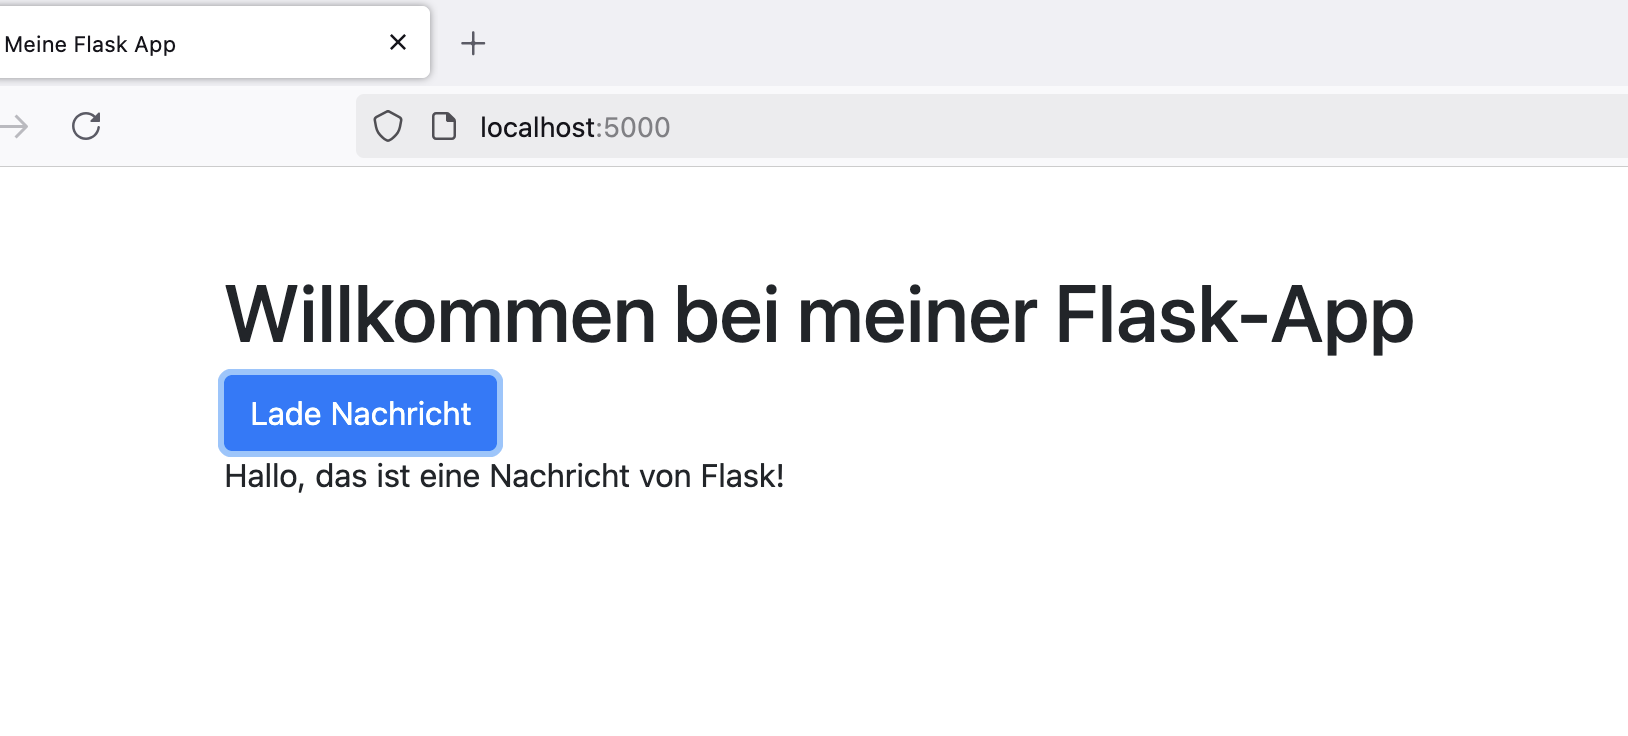 Meine Flask App
localhost:5000
Willkommen bei meiner Flask-App
Lade Nachricht
Hallo, das ist eine Nachricht von Flask!